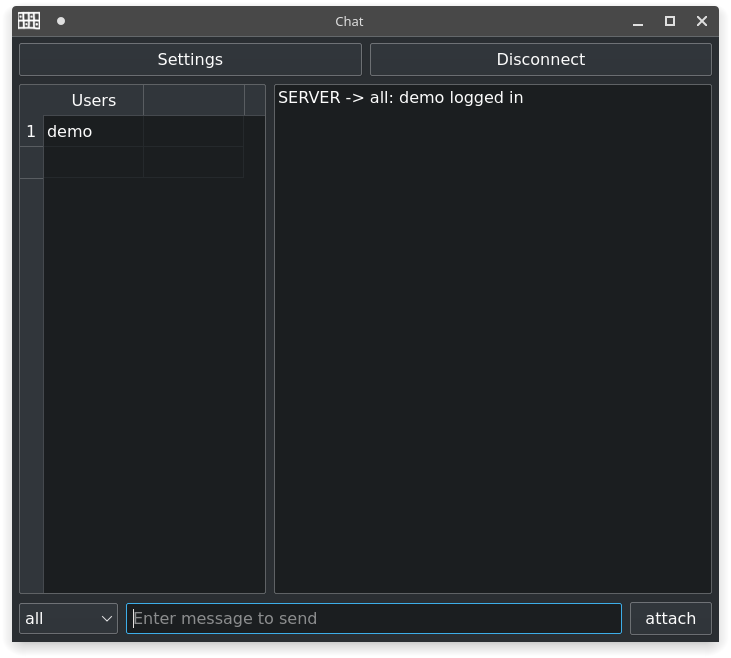 Chat
Settings
Disconnect
Users
1 demo
SERVER -> all: demo logged in
all
Enter message to send
attach